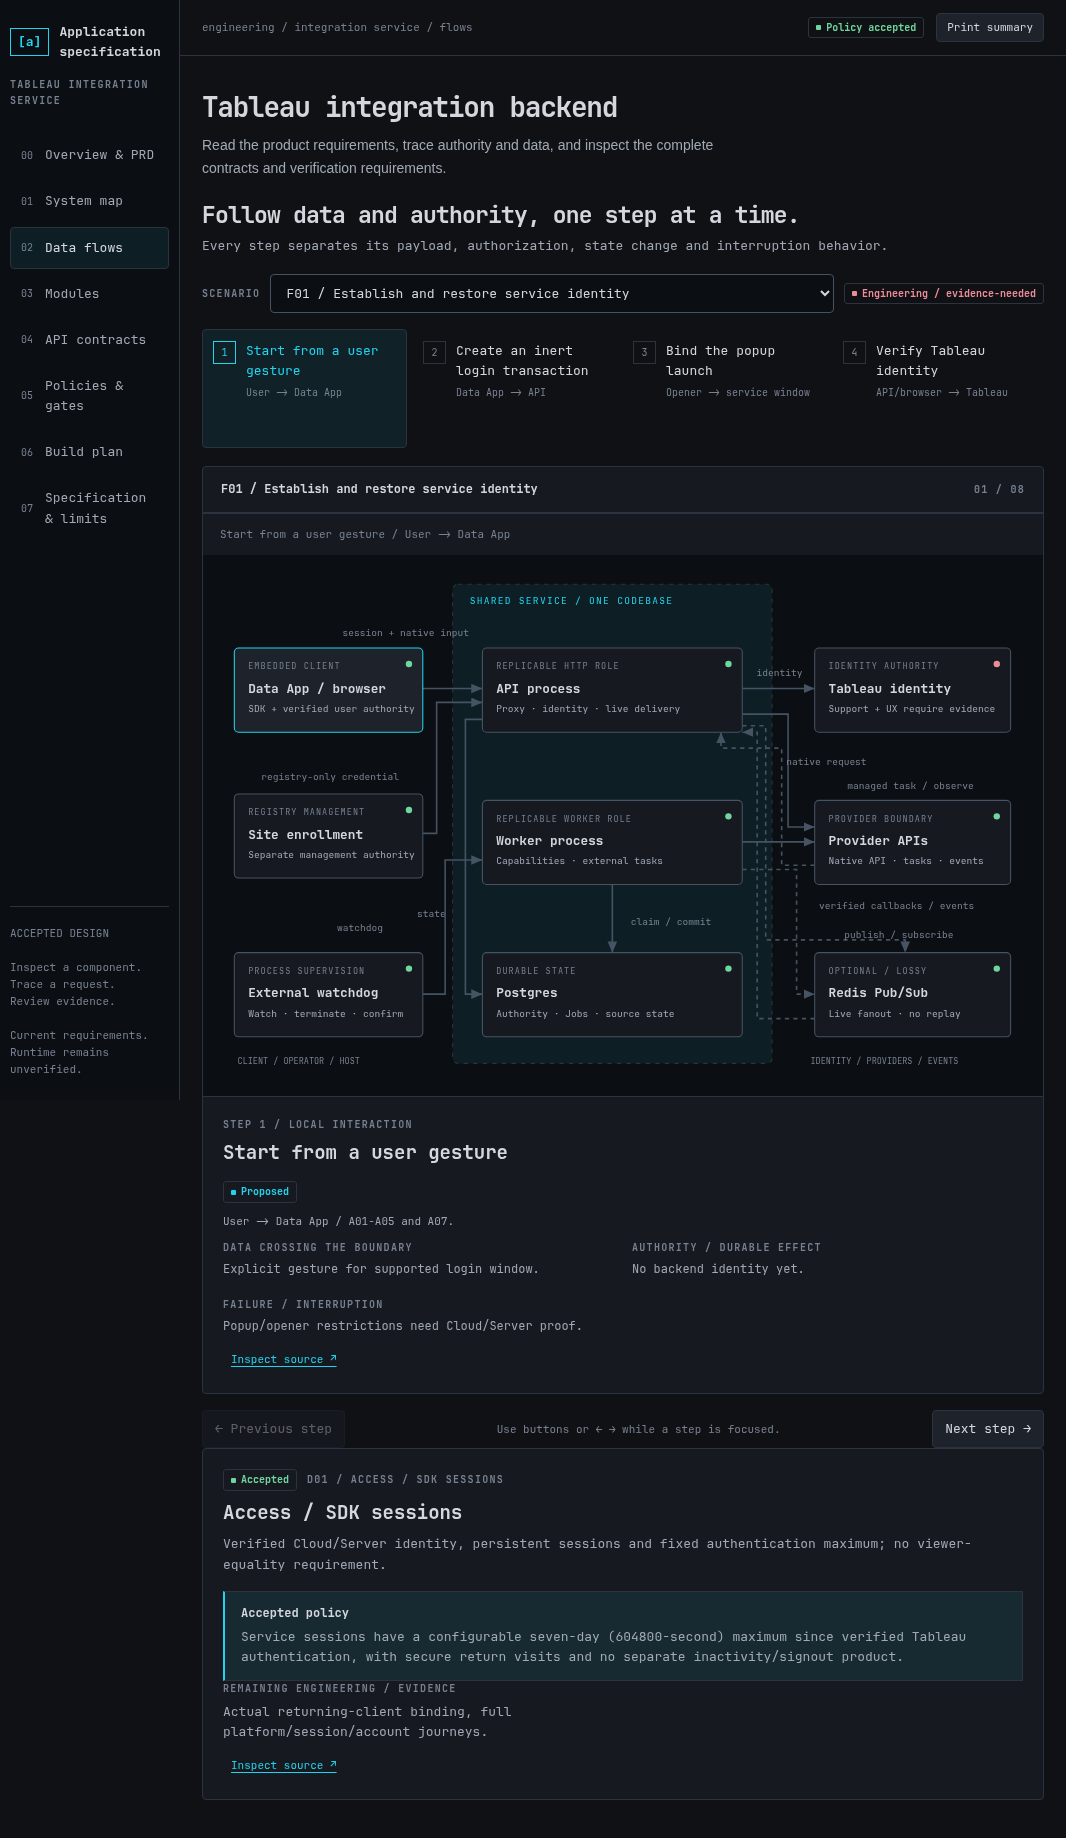 [a] Application
specification
TABLEAU INTEGRATION
SERVICE
00 Overview & PRD
01 System map
02 Data flows
03 Modules
04 API contracts
05 Policies &
gates
06 Build plan
07 Specification
& limits
ACCEPTED DESIGN
Inspect a component.
Trace a request.
Review evidence.
Current requirements.
Runtime remains
unverified.
engineering / integration service / flows
Policy accepted
Print summary
Tableau integration backend
Read the product requirements, trace authority and data, and inspect the complete
contracts and verification requirements.
Follow data and authority, one step at a time.
Every step separates its payload, authorization, state change and interruption behavior.
SCENARIO
F01 / Establish and restore service identity
Engineering / evidence-needed
1 Start from a user
gesture
User → Data App
2 Create an inert
login transaction
Data App → API
3 Bind the popup
launch
Opener → service window
4 Verify Tableau
identity
API/browser → Tableau
F01 / Establish and restore service identity
01 / 08
Start from a user gesture / User → Data App
SHARED SERVICE / ONE CODEBASE
session + native input
EMBEDDED CLIENT
Data App / browser
SDK + verified user authority
REPLICABLE HTTP ROLE
API process
Proxy · identity · live delivery
identity
IDENTITY AUTHORITY
Tableau identity
Support + UX require evidence
native request
registry-only credential
managed task / observe
REGISTRY MANAGEMENT
Site enrollment
Separate management authority
REPLICABLE WORKER ROLE
Worker process
Capabilities · external tasks
PROVIDER BOUNDARY
Provider APIs
Native API · tasks · events
state
watchdog
claim / commit
verified callbacks / events
publish / subscribe
PROCESS SUPERVISION
External watchdog
Watch · terminate · confirm
DURABLE STATE
Postgres
Authority · Jobs · source state
OPTIONAL / LOSSY
Redis Pub/Sub
Live fanout · no replay
CLIENT / OPERATOR / HOST
IDENTITY / PROVIDERS / EVENTS
STEP 1 / LOCAL INTERACTION
Start from a user gesture
Proposed
User → Data App / A01-A05 and A07.
DATA CROSSING THE BOUNDARY
Explicit gesture for supported login window.
AUTHORITY / DURABLE EFFECT
No backend identity yet.
FAILURE / INTERRUPTION
Popup/opener restrictions need Cloud/Server proof.
Inspect source ↗
← Previous step
Use buttons or ← → while a step is focused.
Next step →
Accepted
D01 / ACCESS / SDK SESSIONS
Access / SDK sessions
Verified Cloud/Server identity, persistent sessions and fixed authentication maximum; no viewer-
equality requirement.
Accepted policy
Service sessions have a configurable seven-day (604800-second) maximum since verified Tableau
authentication, with secure return visits and no separate inactivity/signout product.
REMAINING ENGINEERING / EVIDENCE
Actual returning-client binding, full
platform/session/account journeys.
Inspect source ↗